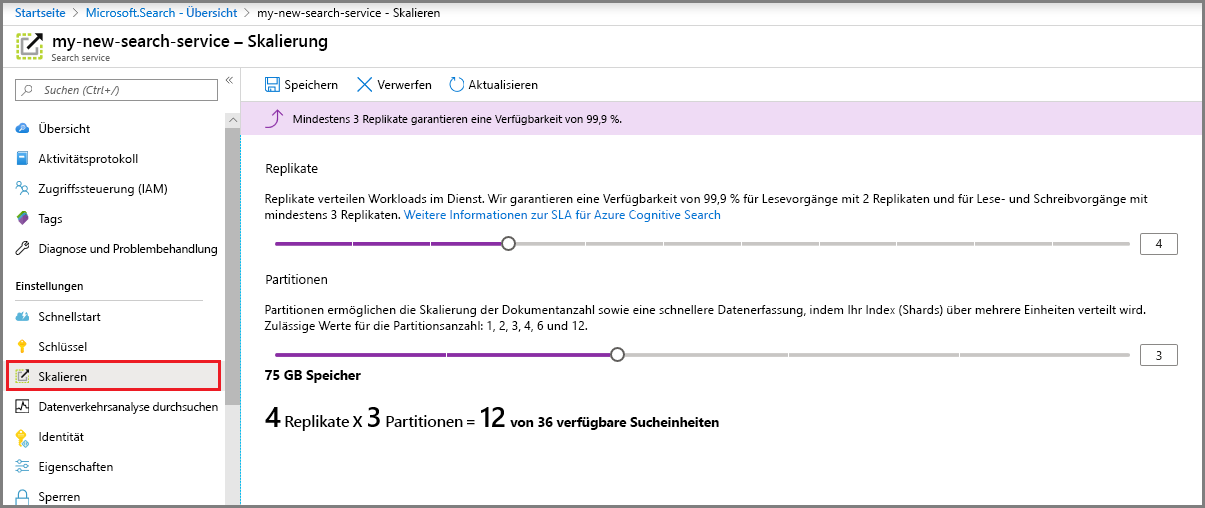 Startseite > Microsoft.Search - Übersicht > my-new-search-service - Skalieren
my-new-search-service – Skalierung
Search service
Suchen (Ctrl+/)
Übersicht
Aktivitätsprotokoll
Zugriffssteuerung (IAM)
Tags
Diagnose und Problembehandlung
Einstellungen
Schnellstart
Schlüssel
Skalieren
Datenverkehrsanalyse durchsuchen
Identität
Eigenschaften
Sperren
Speichern Verwerfen Aktualisieren
Mindestens 3 Replikate garantieren eine Verfügbarkeit von 99,9 %.
Replikate
Replikate verteilen Workloads im Dienst. Wir garantieren eine Verfügbarkeit von 99,9 % für Lesevorgänge mit 2 Replikaten und für Lese- und Schreibvorgänge mit
mindestens 3 Replikaten. Weitere Informationen zur SLA für Azure Cognitive Search
4
Partitionen
Partitionen ermöglichen die Skalierung der Dokumentanzahl sowie eine schnellere Datenerfassung, indem Ihr Index (Shards) über mehrere Einheiten verteilt wird.
Zulässige Werte für die Partitionsanzahl: 1, 2, 3, 4, 6 und 12.
3
75 GB Speicher
4 Replikate X 3 Partitionen = 12 von 36 verfügbare Sucheinheiten